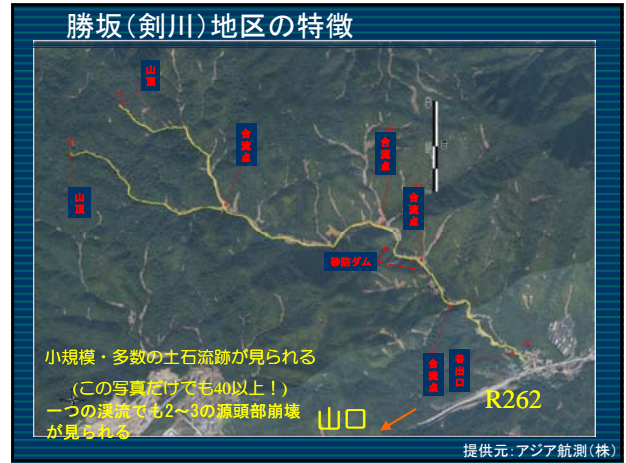 勝坂（剣川）地区の特徴
山頂
合流点
合流点
山頂
合流点
砂防ダム
小規模・多数の土石流跡が見られる
(この写真だけでも40以上！)
一つの渓流でも2～3の源頭部崩壊
が見られる
合流点
谷出口
山口
R262
提供元：アジア航測（株）